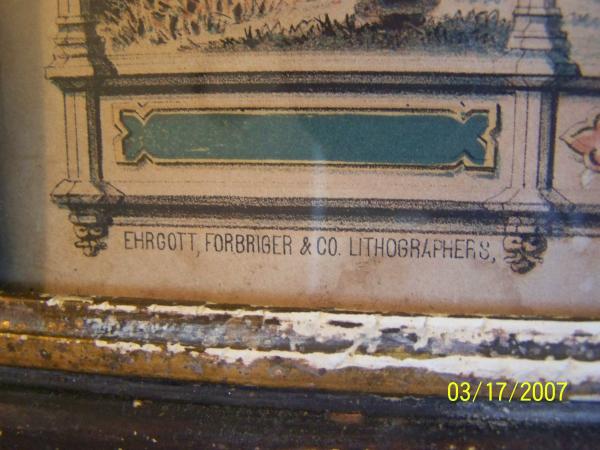 EHRGOTT, FORBRIGER & CO. LITHOGRAPHERS,
03/17/2007